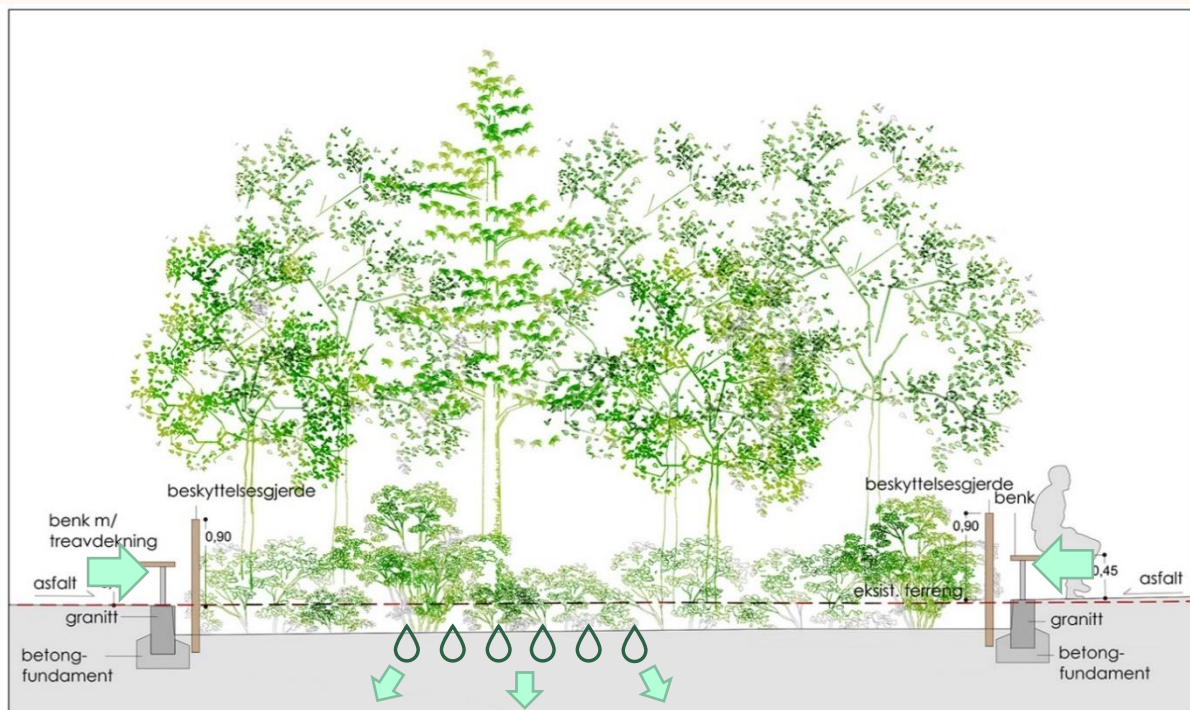 beskyttelsesgjerde
0,90
benk m/
treavdekning
asfalt
granitt
betong-
fundament
beskyttelsesgjerde
0,90
benk
eksist. terreng
0,45
asfalt
granitt
betong-
fundament